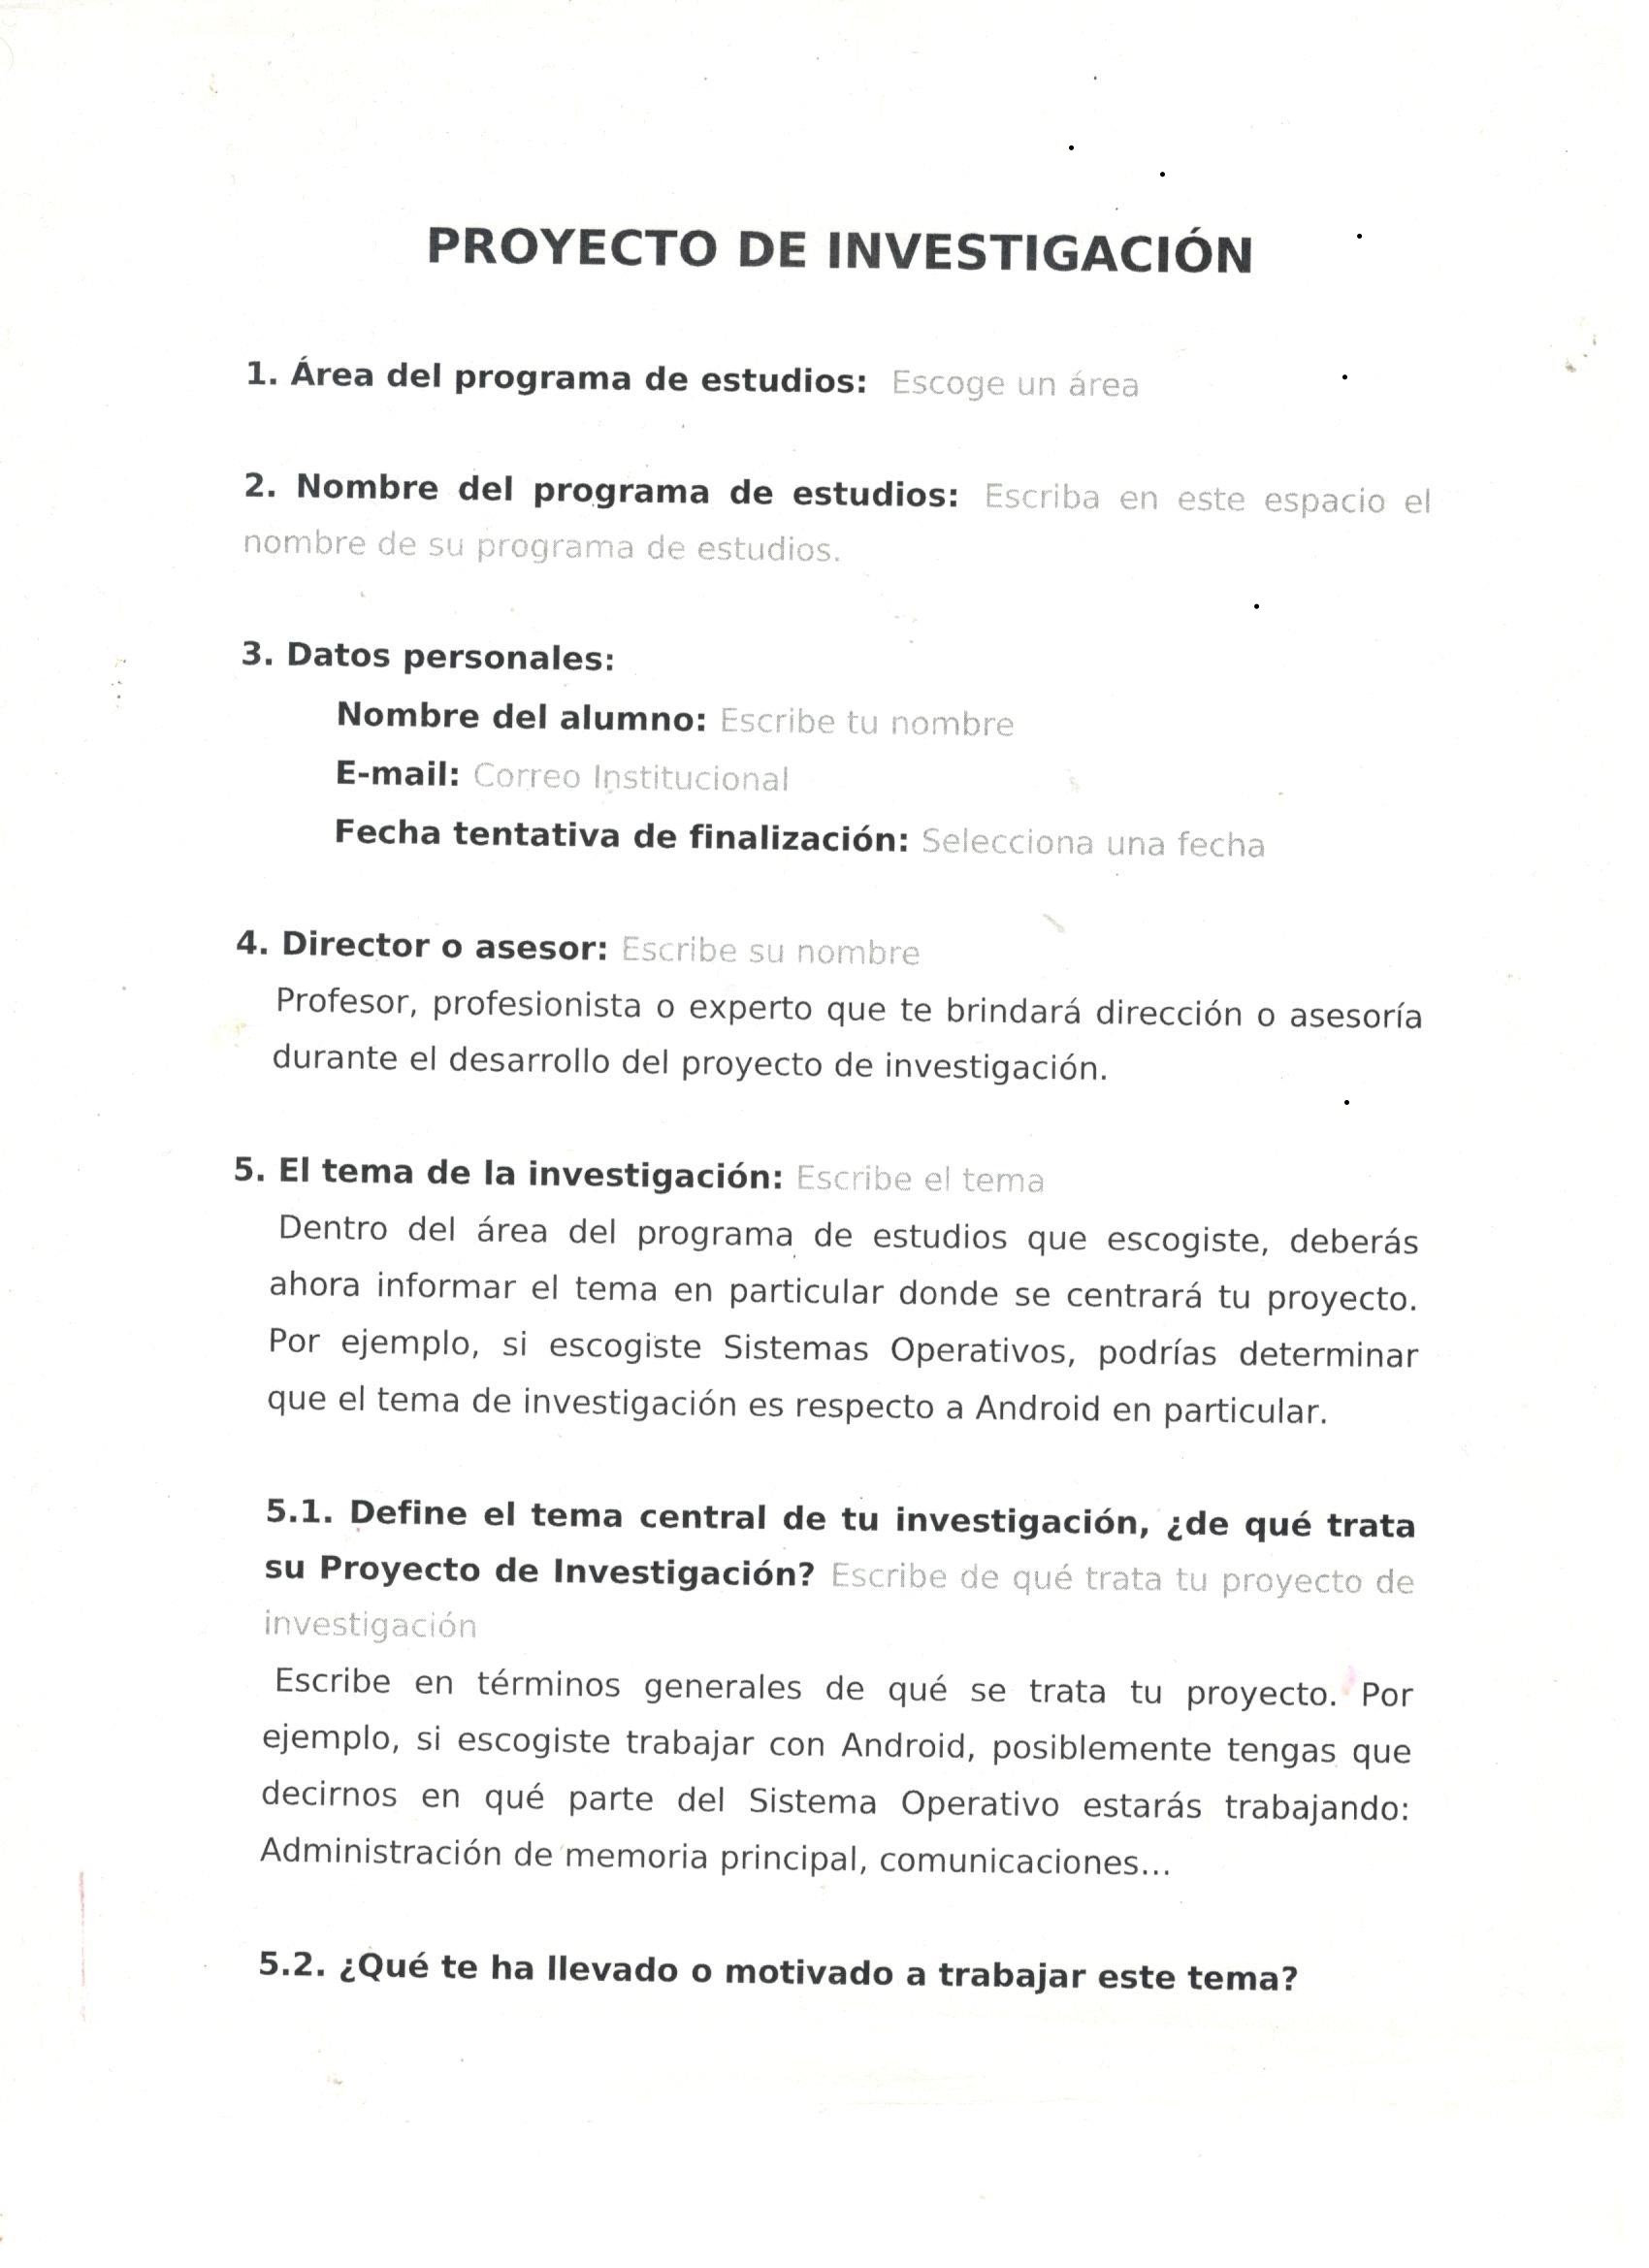 PROYECTO DE INVESTIGACIÓN
1. Área del programa de estudios: Escoge un área
2. Nombre del programa de estudios: Escriba en este espacio el
nombre de su programa de estudios.
3. Datos personales:
Nombre del alumno: Escribe tu nombre
E-mail: Correo Institucional
Fecha tentativa de finalización: Selecciona una fecha
4. Director o asesor: Escribe su nombre
Profesor, profesionista o experto que te brindará dirección o asesoría
durante el desarrollo del proyecto de investigación.
5. El tema de la investigación: Escribe el tema
Dentro del área del programa de estudios que escogiste, deberás
ahora informar el tema en particular donde se centrará tu proyecto.
Por ejemplo, si escogiste Sistemas Operativos, podrías determinar
que el tema de investigación es respecto a Android en particular.
5.1. Define el tema central de tu investigación, ¿de qué trata
su Proyecto de Investigación? Escribe de qué trata tu proyecto de
investigación
Escribe en términos generales de qué se trata tu proyecto. Por
ejemplo, si escogiste trabajar con Android, posiblemente tengas que
decirnos en qué parte del Sistema Operativo estarás trabajando:
Administración de memoria principal, comunicaciones...
5.2. ¿Qué te ha llevado o motivado a trabajar este tema?